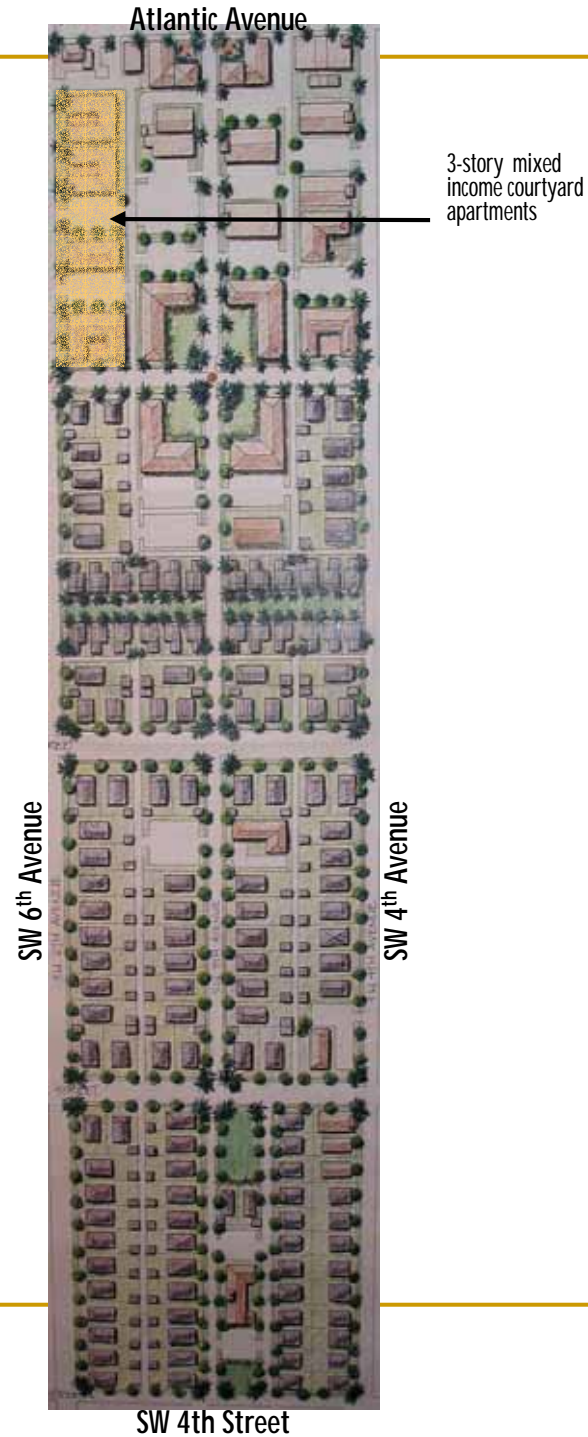 Atlantic Avenue
3-story mixed
income courtyard
apartments
SW 6th Avenue
SW 4th Avenue
SW 4th Street